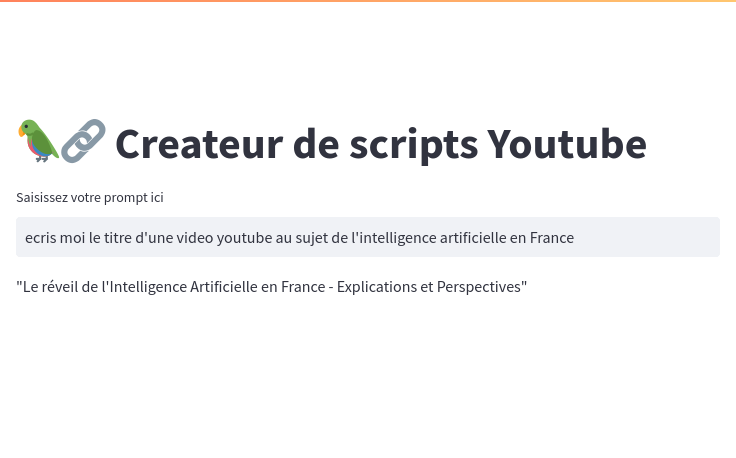 🦜🔗 Createur de scripts Youtube
Saisissez votre prompt ici
ecris moi le titre d'une video youtube au sujet de l'intelligence artificielle en France
"Le réveil de l'Intelligence Artificielle en France - Explications et Perspectives"